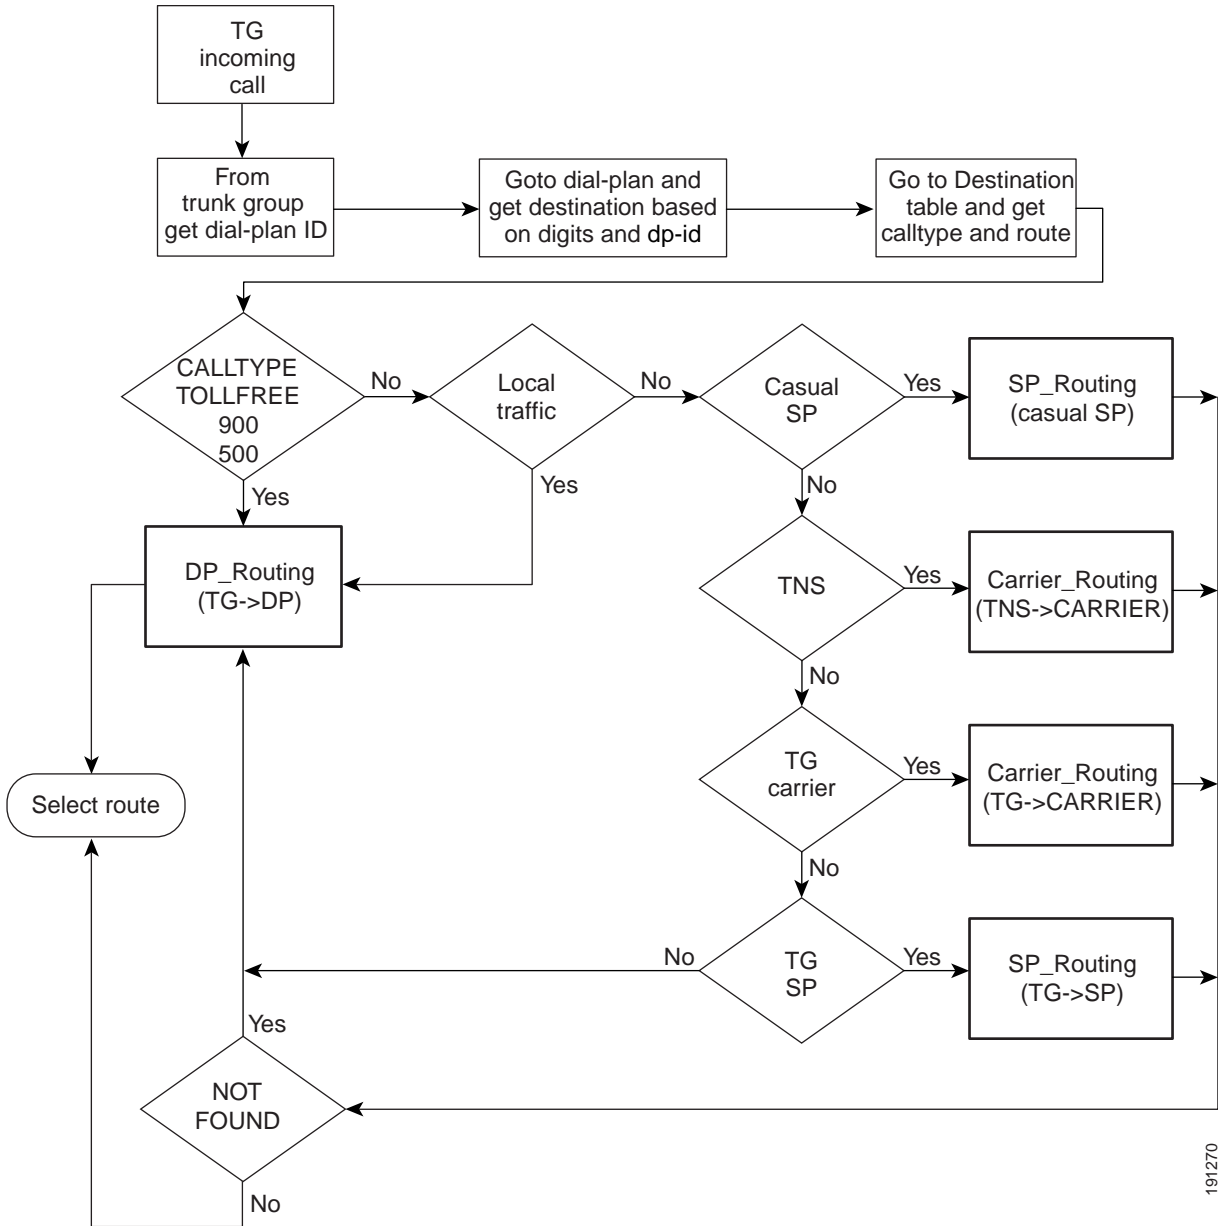 TG
incoming
call
From
trunk group
get dial-plan ID
Goto dial-plan and
get destination based
on digits and dp-id
Go to Destination
table and get
calltype and route
CALLTYPE
TOLLFREE
900
500
No
Local
traffic
No
Casual
SP
Yes
SP_Routing
(casual SP)
Yes
Yes
No
DP_Routing
(TG->DP)
TNS
Yes
Carrier_Routing
(TNS->CARRIER)
No
Select route
TG
carrier
Yes
Carrier_Routing
(TG->CARRIER)
No
No
TG
SP
Yes
SP_Routing
(TG->SP)
Yes
NOT
FOUND
No
191270